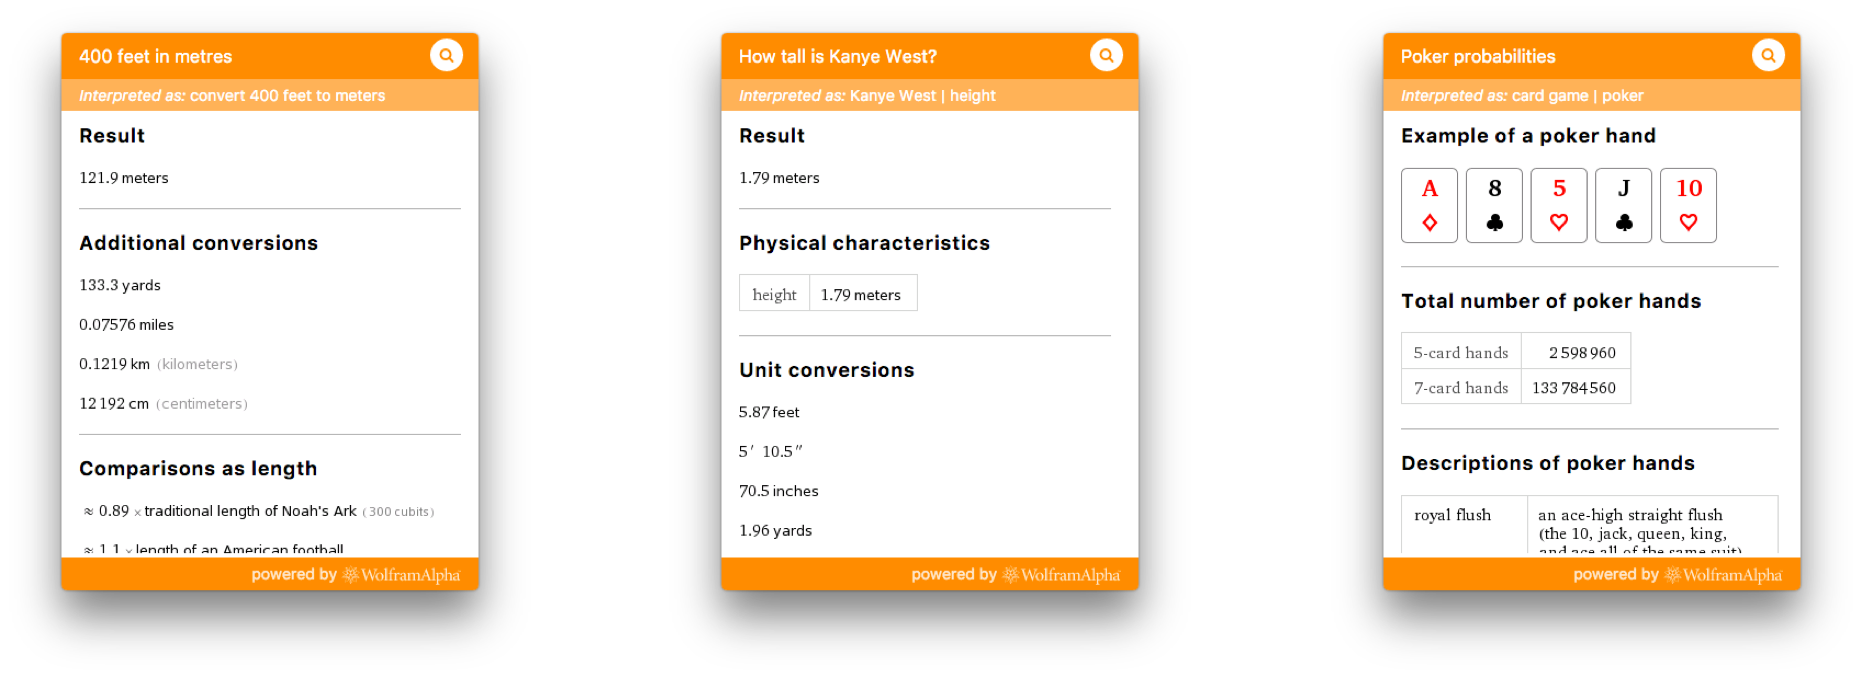 400 feet in metres
Interpreted as: convert 400 feet to meters
Result
121.9 meters
Additional conversions
133.3 yards
0.07576 miles
0.1219 km (kilometers)
12192 cm (centimeters)
Comparisons as length
≈ 0.89 × traditional length of Noah's Ark ( 300 cubits )
≈ 1.1 × length of an American football
powered by WolframAlpha
How tall is Kanye West?
Interpreted as: Kanye West | height
Result
1.79 meters
Physical characteristics
height 1.79 meters
Unit conversions
5.87 feet
5′ 10.5″
70.5 inches
1.96 yards
powered by WolframAlpha
Poker probabilities
Interpreted as: card game | poker
Example of a poker hand
A 8 5 J 10
♢ ♣ ♡ ♣ ♡
Total number of poker hands
5-card hands 2 598 960
7-card hands 133 784 560
Descriptions of poker hands
royal flush an ace-high straight flush
(the 10, jack, queen, king,
and ace all of the same suit)
powered by WolframAlpha